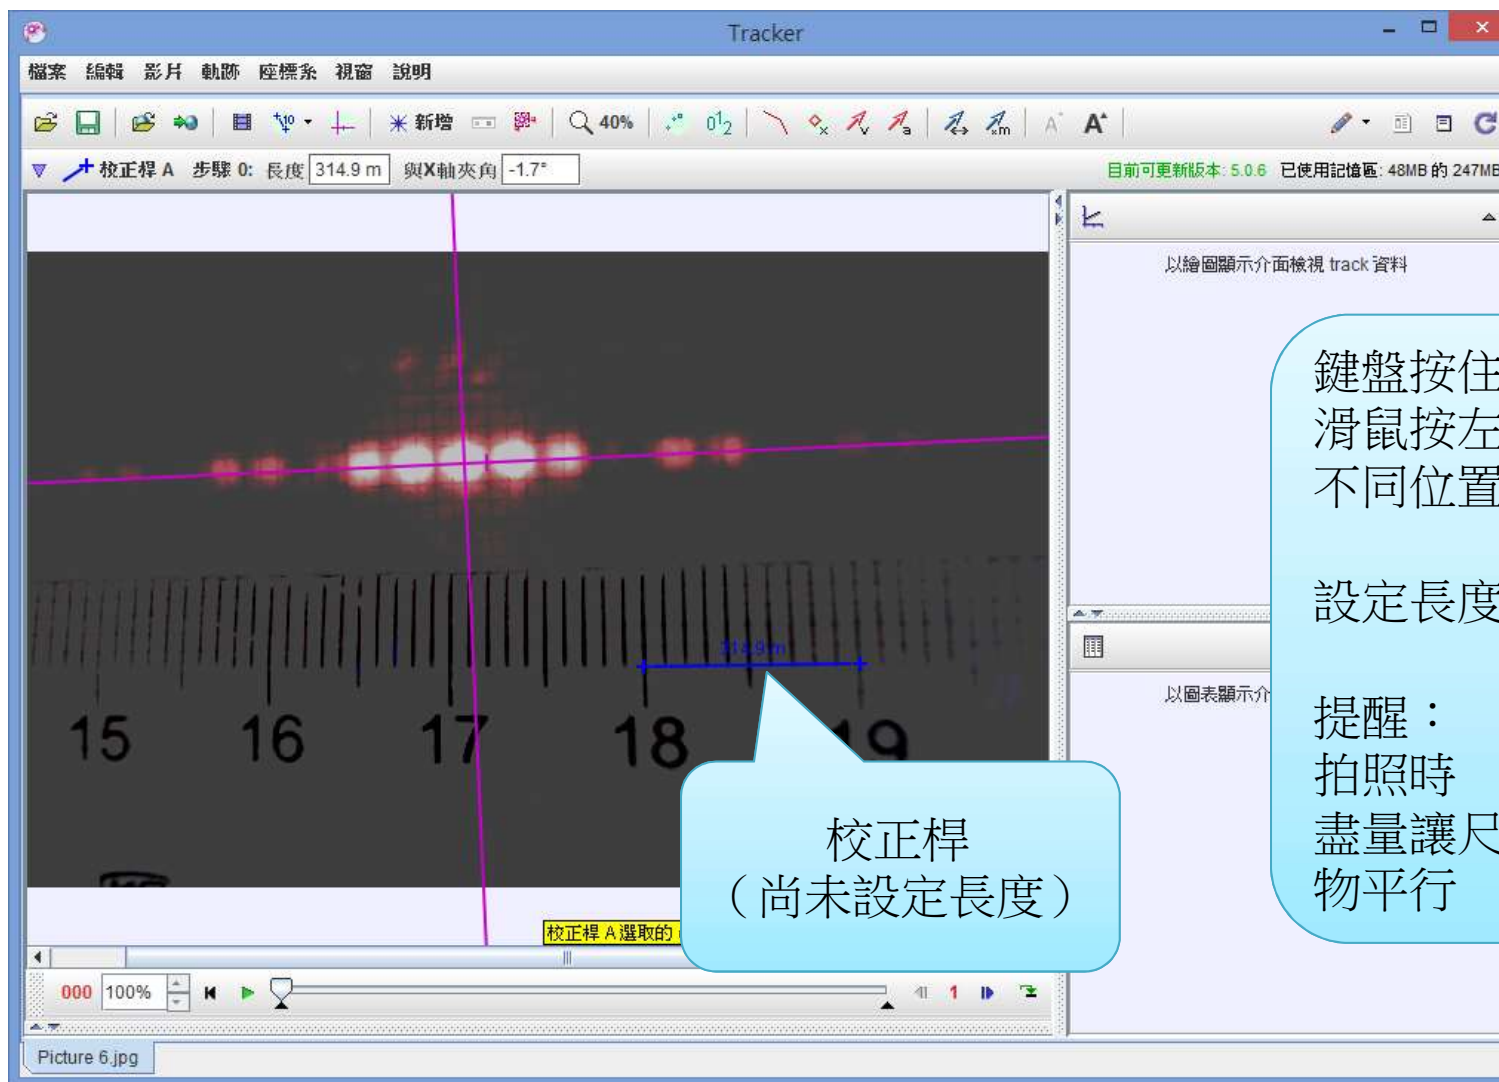 Tracker
檔案 編輯 影片 軌跡 座標系 視窗 說明
新增 40%
校正桿 A 步驟 0: 長度 314.9 m 與X軸夾角 -1.7°
目前可更新版本: 5.0.6 已使用記憶區: 48MB 的 247MB
以繪圖顯示介面檢視 track 資料
鍵盤按住
滑鼠按左
不同位置
設定長度
提醒：
拍照時
盡量讓尺
物平行
314.9 m
以圖表顯示介
15 16 17 18 19
校正桿
（尚未設定長度）
校正桿 A 選取的
000 100% 1
Picture 6.jpg